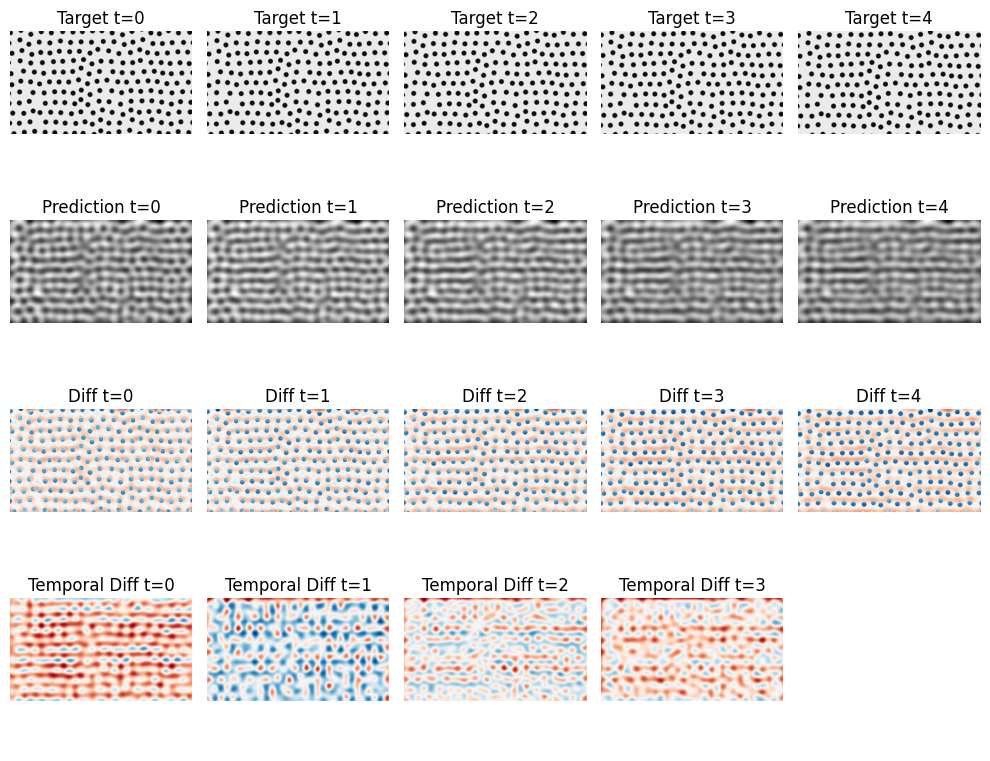 Target t=0 Target t=1 Target t=2 Target t=3 Target t=4
Prediction t=0 Prediction t=1 Prediction t=2 Prediction t=3 Prediction t=4
Diff t=0 Diff t=1 Diff t=2 Diff t=3 Diff t=4
Temporal Diff t=0 Temporal Diff t=1 Temporal Diff t=2 Temporal Diff t=3